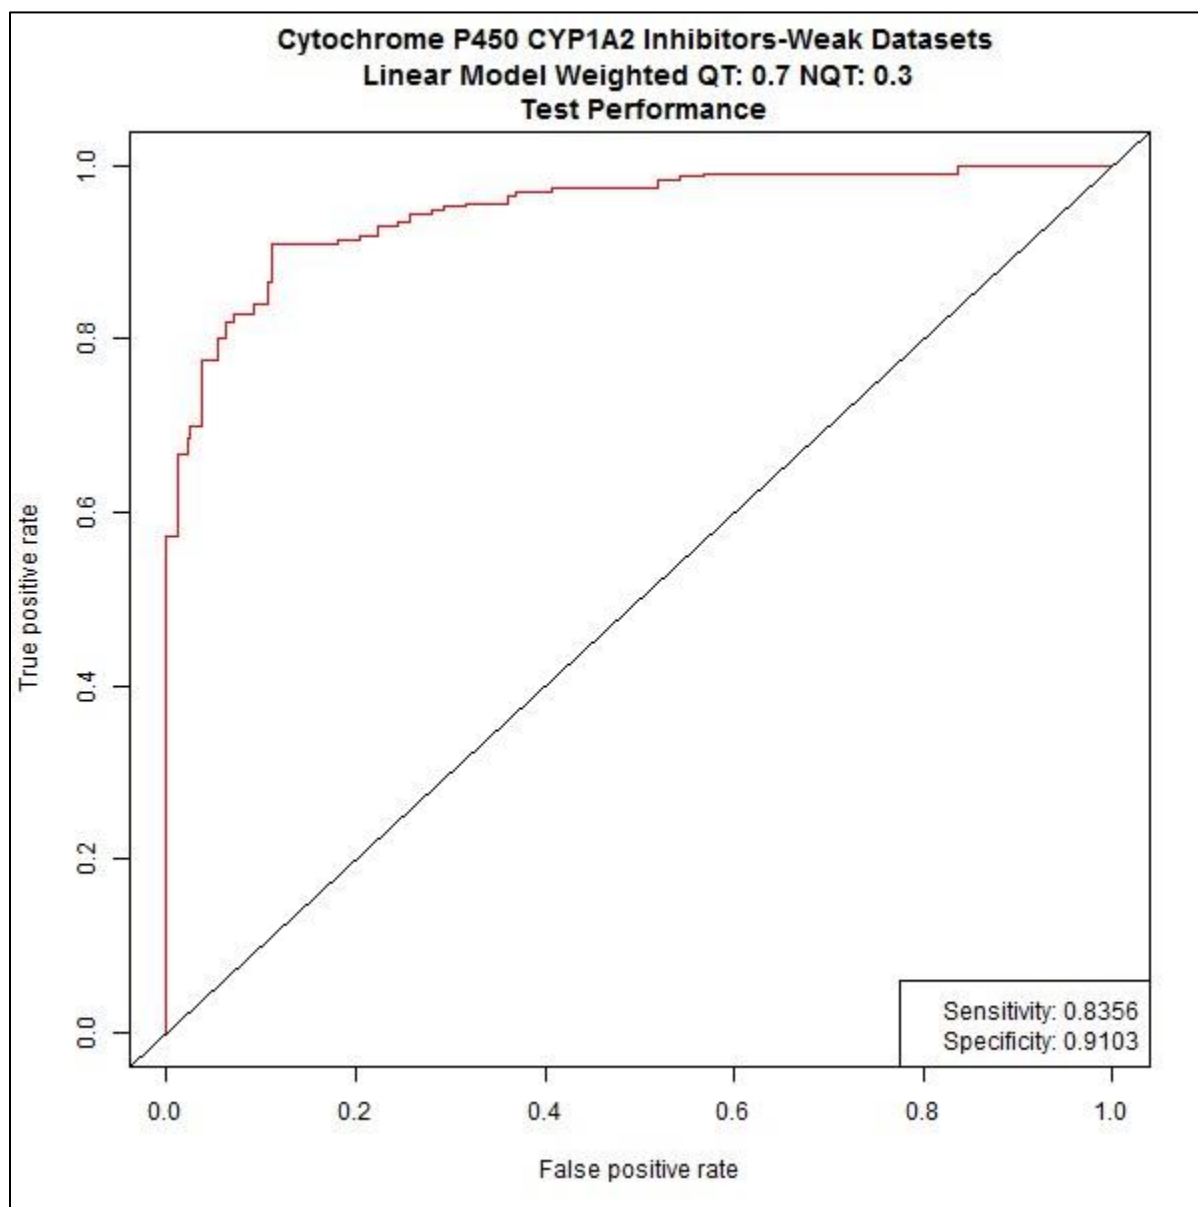 Cytochrome P450 CYP1A2 Inhibitors-Weak Datasets
Linear Model Weighted QT: 0.7 NQT: 0.3
Test Performance
True positive rate
1.0
0.8
0.6
0.4
0.2
0.0
Sensitivity: 0.8356
Specificity: 0.9103
0.0 0.2 0.4 0.6 0.8 1.0
False positive rate